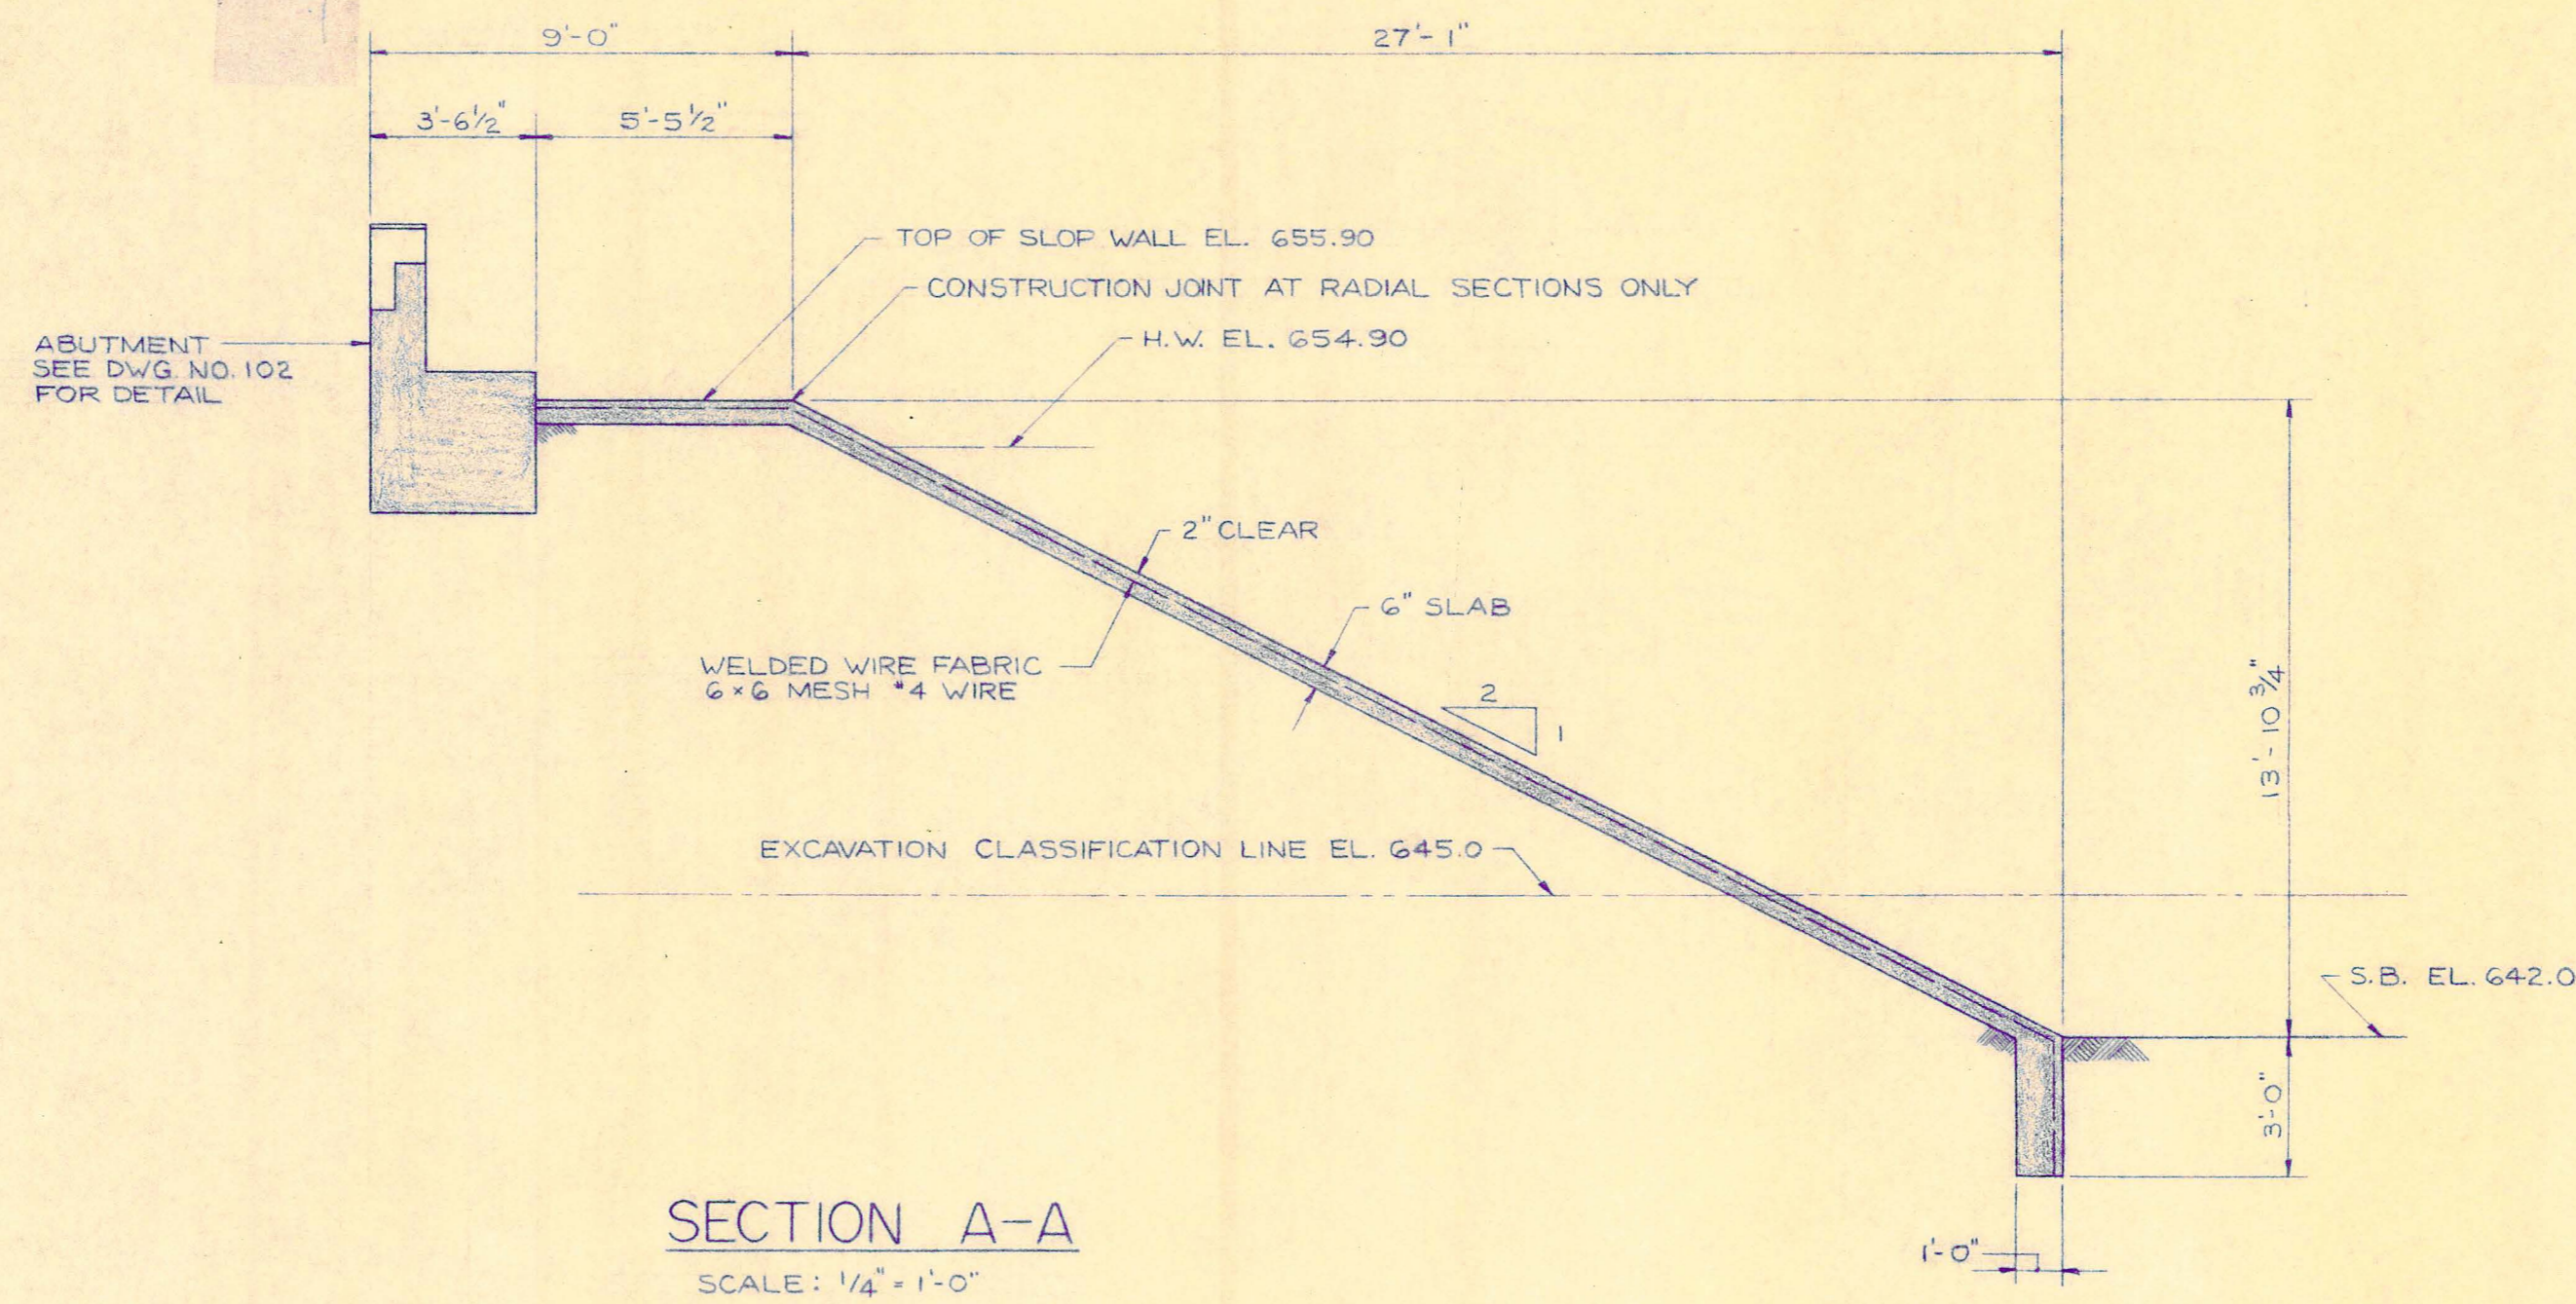 9'-0"
27'-1"
3'-6½"
5'-5½"
TOP OF SLOP WALL EL. 655.90
CONSTRUCTION JOINT AT RADIAL SECTIONS ONLY
H.W. EL. 654.90
ABUTMENT
SEE DWG. NO. 102
FOR DETAIL
2" CLEAR
6" SLAB
WELDED WIRE FABRIC
6×6 MESH #4 WIRE
2
1
13'-10¾"
EXCAVATION CLASSIFICATION LINE EL. 645.0
S.B. EL. 642.0
3'-0"
1'-0"
SECTION A-A
SCALE: 1/4" = 1'-0"